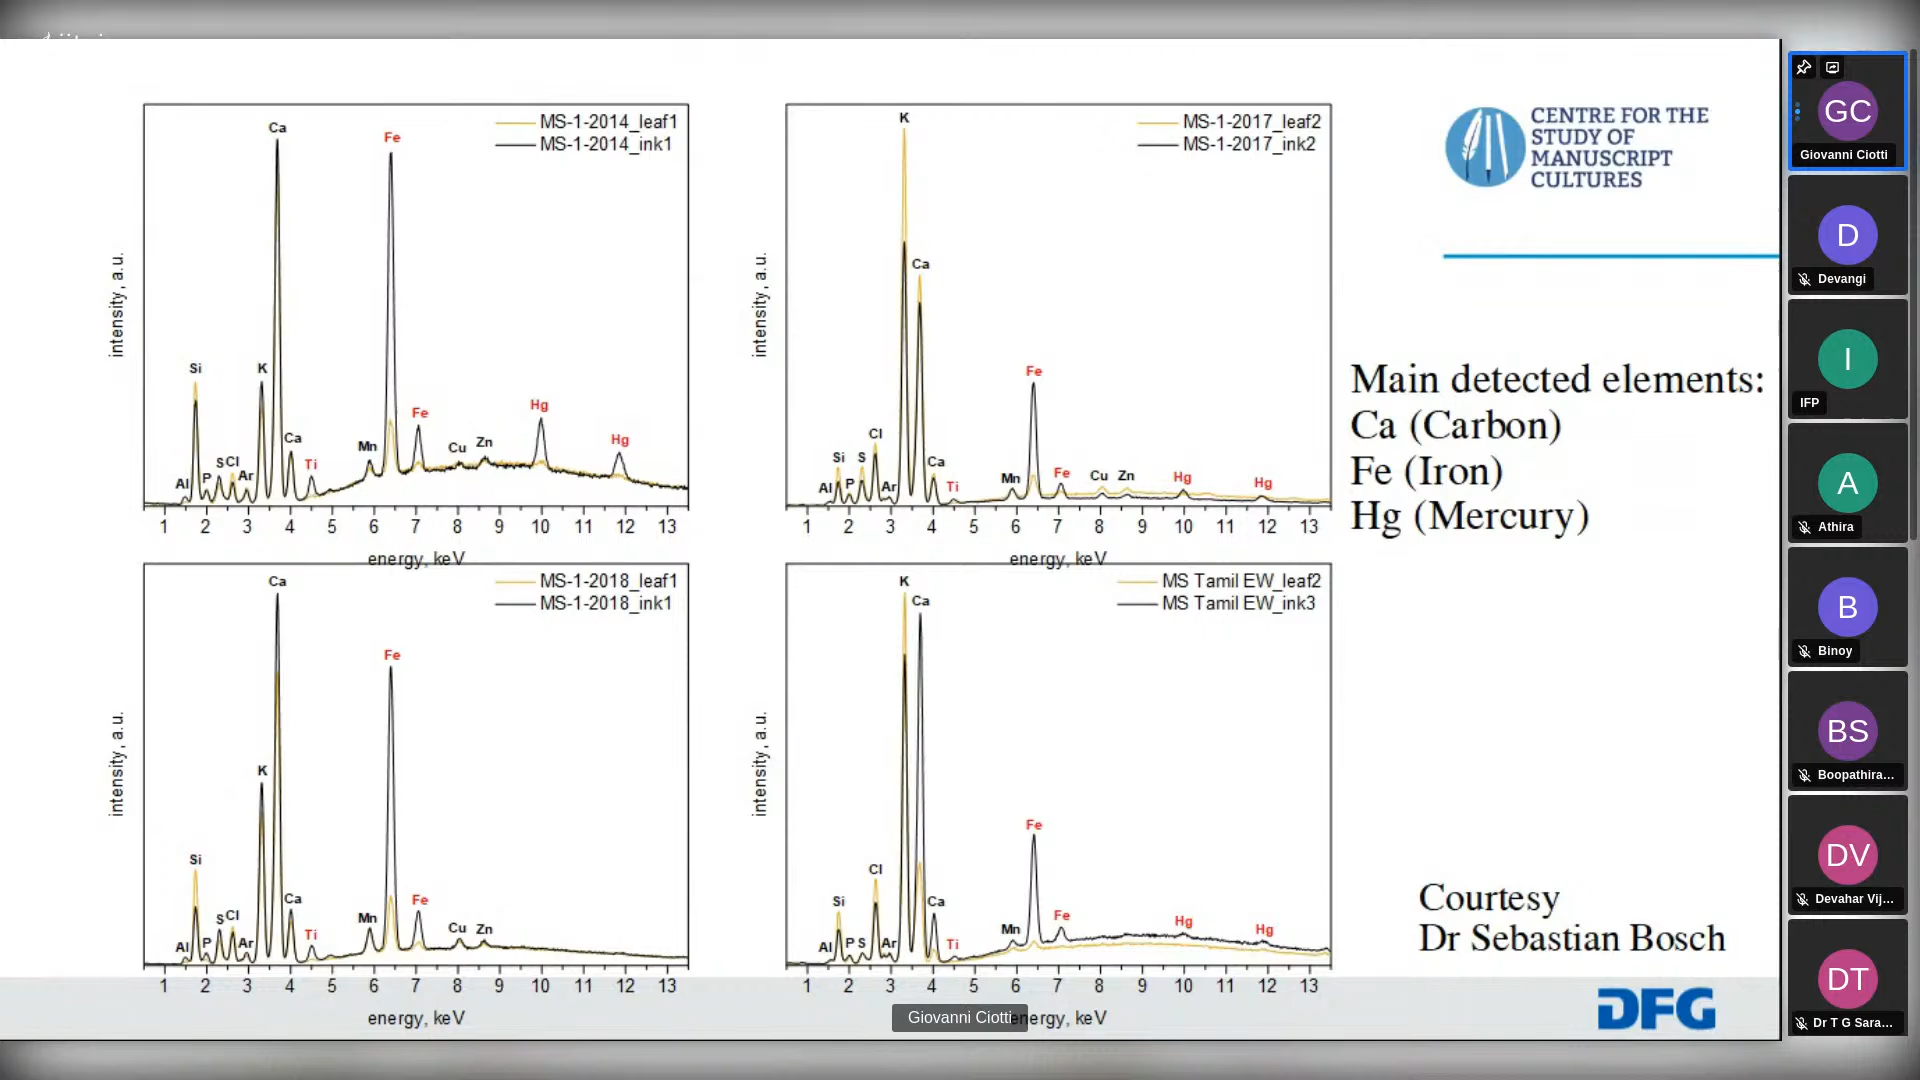 MS-1-2014_leaf1
MS-1-2014_ink1
Ca
Fe
Si
K
Fe
Hg
Ca
Mn
Cu
Zn
Hg
S
Cl
Ti
Al
P
Ar
intensity, a.u.
1 2 3 4 5 6 7 8 9 10 11 12 13
energy, keV
MS-1-2017_leaf2
MS-1-2017_ink2
K
Ca
Fe
Cl
Si
S
Ca
Mn
Fe
Cu
Zn
Hg
Hg
Al
P
Ar
Ti
intensity, a.u.
1 2 3 4 5 6 7 8 9 10 11 12 13
energy, keV
MS-1-2018_leaf1
MS-1-2018_ink1
Ca
Fe
K
Si
Ca
Fe
S
Cl
Mn
Cu
Zn
Ti
Al
P
Ar
intensity, a.u.
1 2 3 4 5 6 7 8 9 10 11 12 13
energy, keV
MS Tamil EW_leaf2
MS Tamil EW_ink3
K
Ca
Fe
Cl
Si
Ca
Fe
Mn
Hg
Hg
Al
P
S
Ar
Ti
intensity, a.u.
1 2 3 4 5 6 7 8 9 10 11 12 13
energy, keV
Giovanni Ciotti
CENTRE FOR THE
STUDY OF
MANUSCRIPT
CULTURES
Main detected elements:
Ca (Carbon)
Fe (Iron)
Hg (Mercury)
Courtesy
Dr Sebastian Bosch
DFG
GC
Giovanni Ciotti
D
Devangi
I
IFP
A
Athira
B
Binoy
BS
Boopathira...
DV
Devahar Vij...
DT
Dr T G Sara...